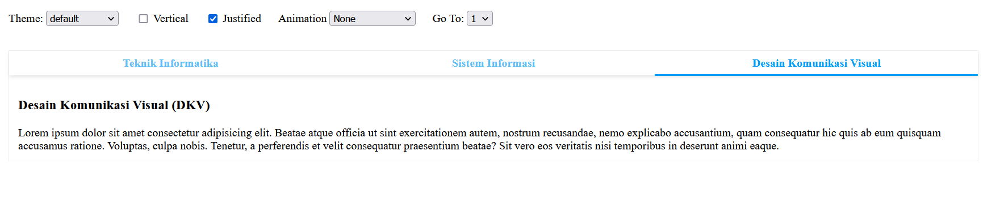 Theme: default Vertical Justified Animation None Go To: 1
Teknik Informatika Sistem Informasi Desain Komunikasi Visual
Desain Komunikasi Visual (DKV)
Lorem ipsum dolor sit amet consectetur adipisicing elit. Beatae atque officia ut sint exercitationem autem, nostrum recusandae, nemo explicabo accusantium, quam consequatur hic quis ab eum quisquam
accusamus ratione. Voluptas, culpa nobis. Tenetur, a perferendis et velit consequatur praesentium beatae? Sit vero eos veritatis nisi temporibus in deserunt animi eaque.